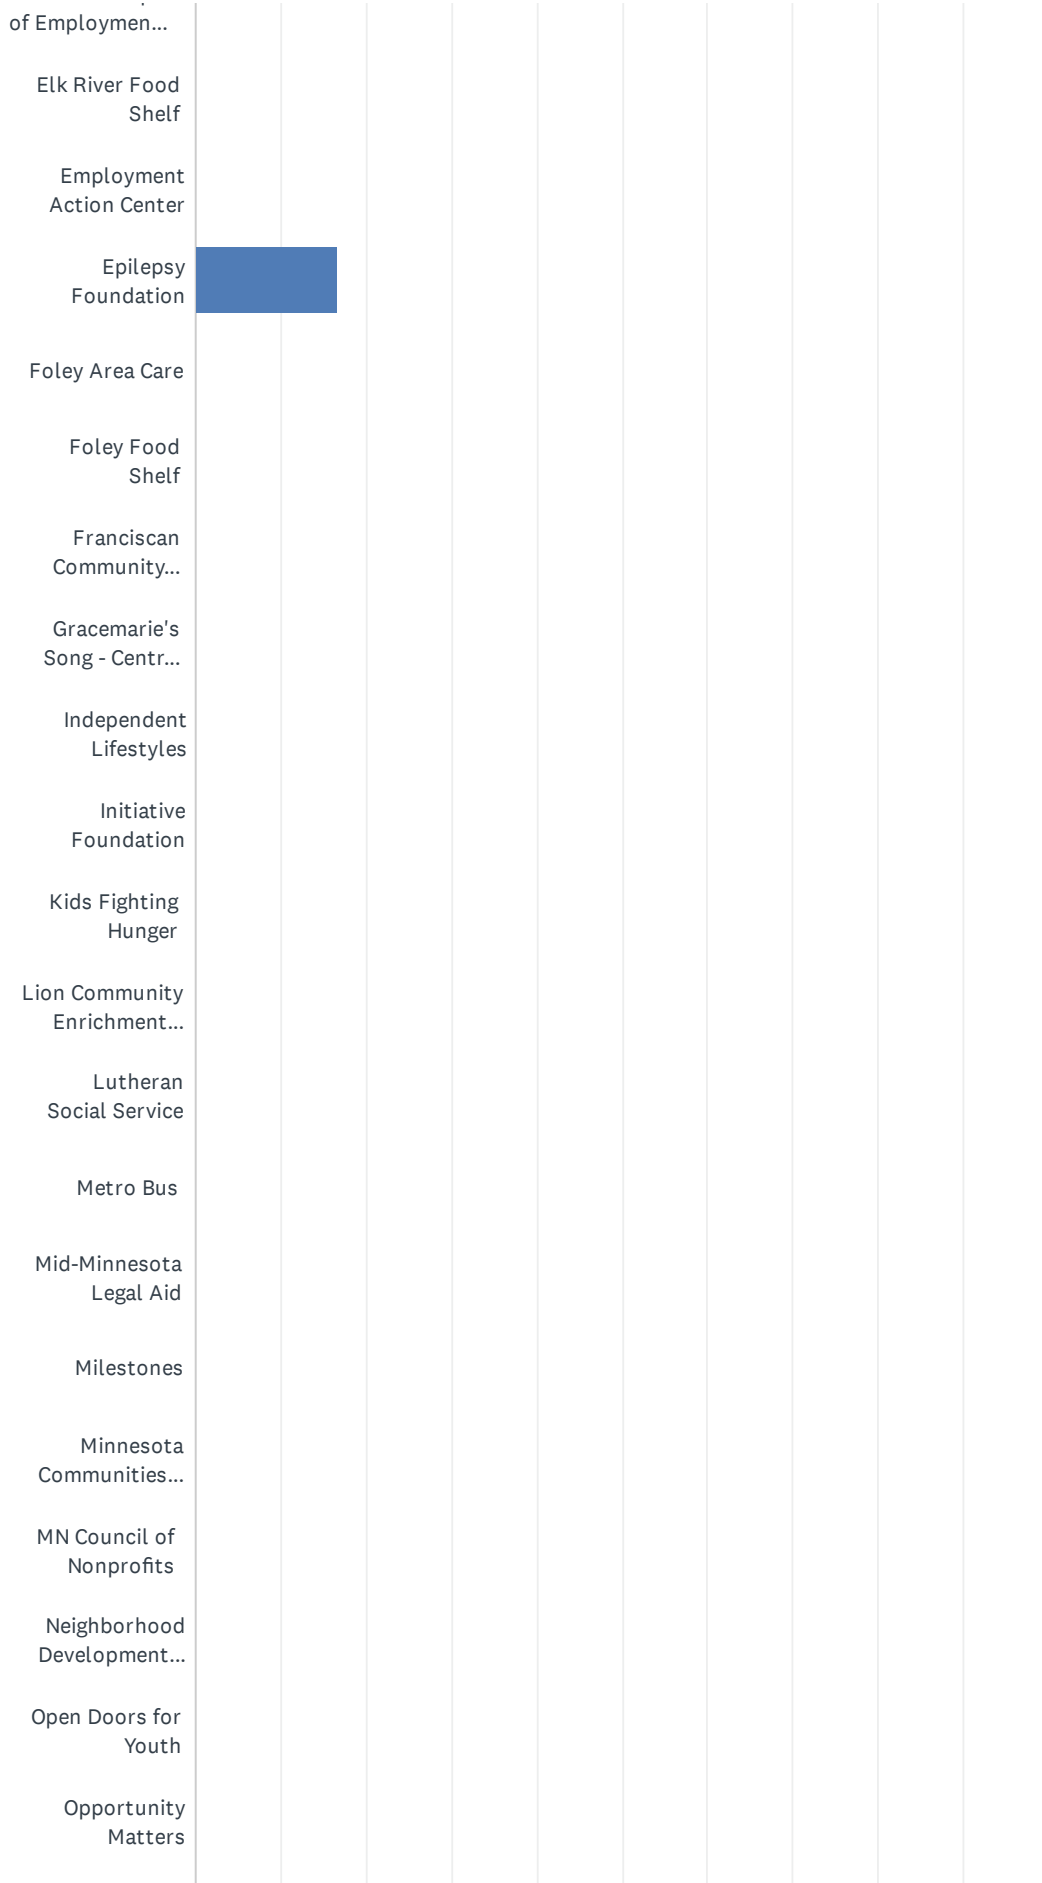 of Employmen...
Elk River Food
Shelf
Employment
Action Center
Epilepsy
Foundation
Foley Area Care
Foley Food
Shelf
Franciscan
Community...
Gracemarie's
Song - Centr...
Independent
Lifestyles
Initiative
Foundation
Kids Fighting
Hunger
Lion Community
Enrichment...
Lutheran
Social Service
Metro Bus
Mid-Minnesota
Legal Aid
Milestones
Minnesota
Communities...
MN Council of
Nonprofits
Neighborhood
Development...
Open Doors for
Youth
Opportunity
Matters